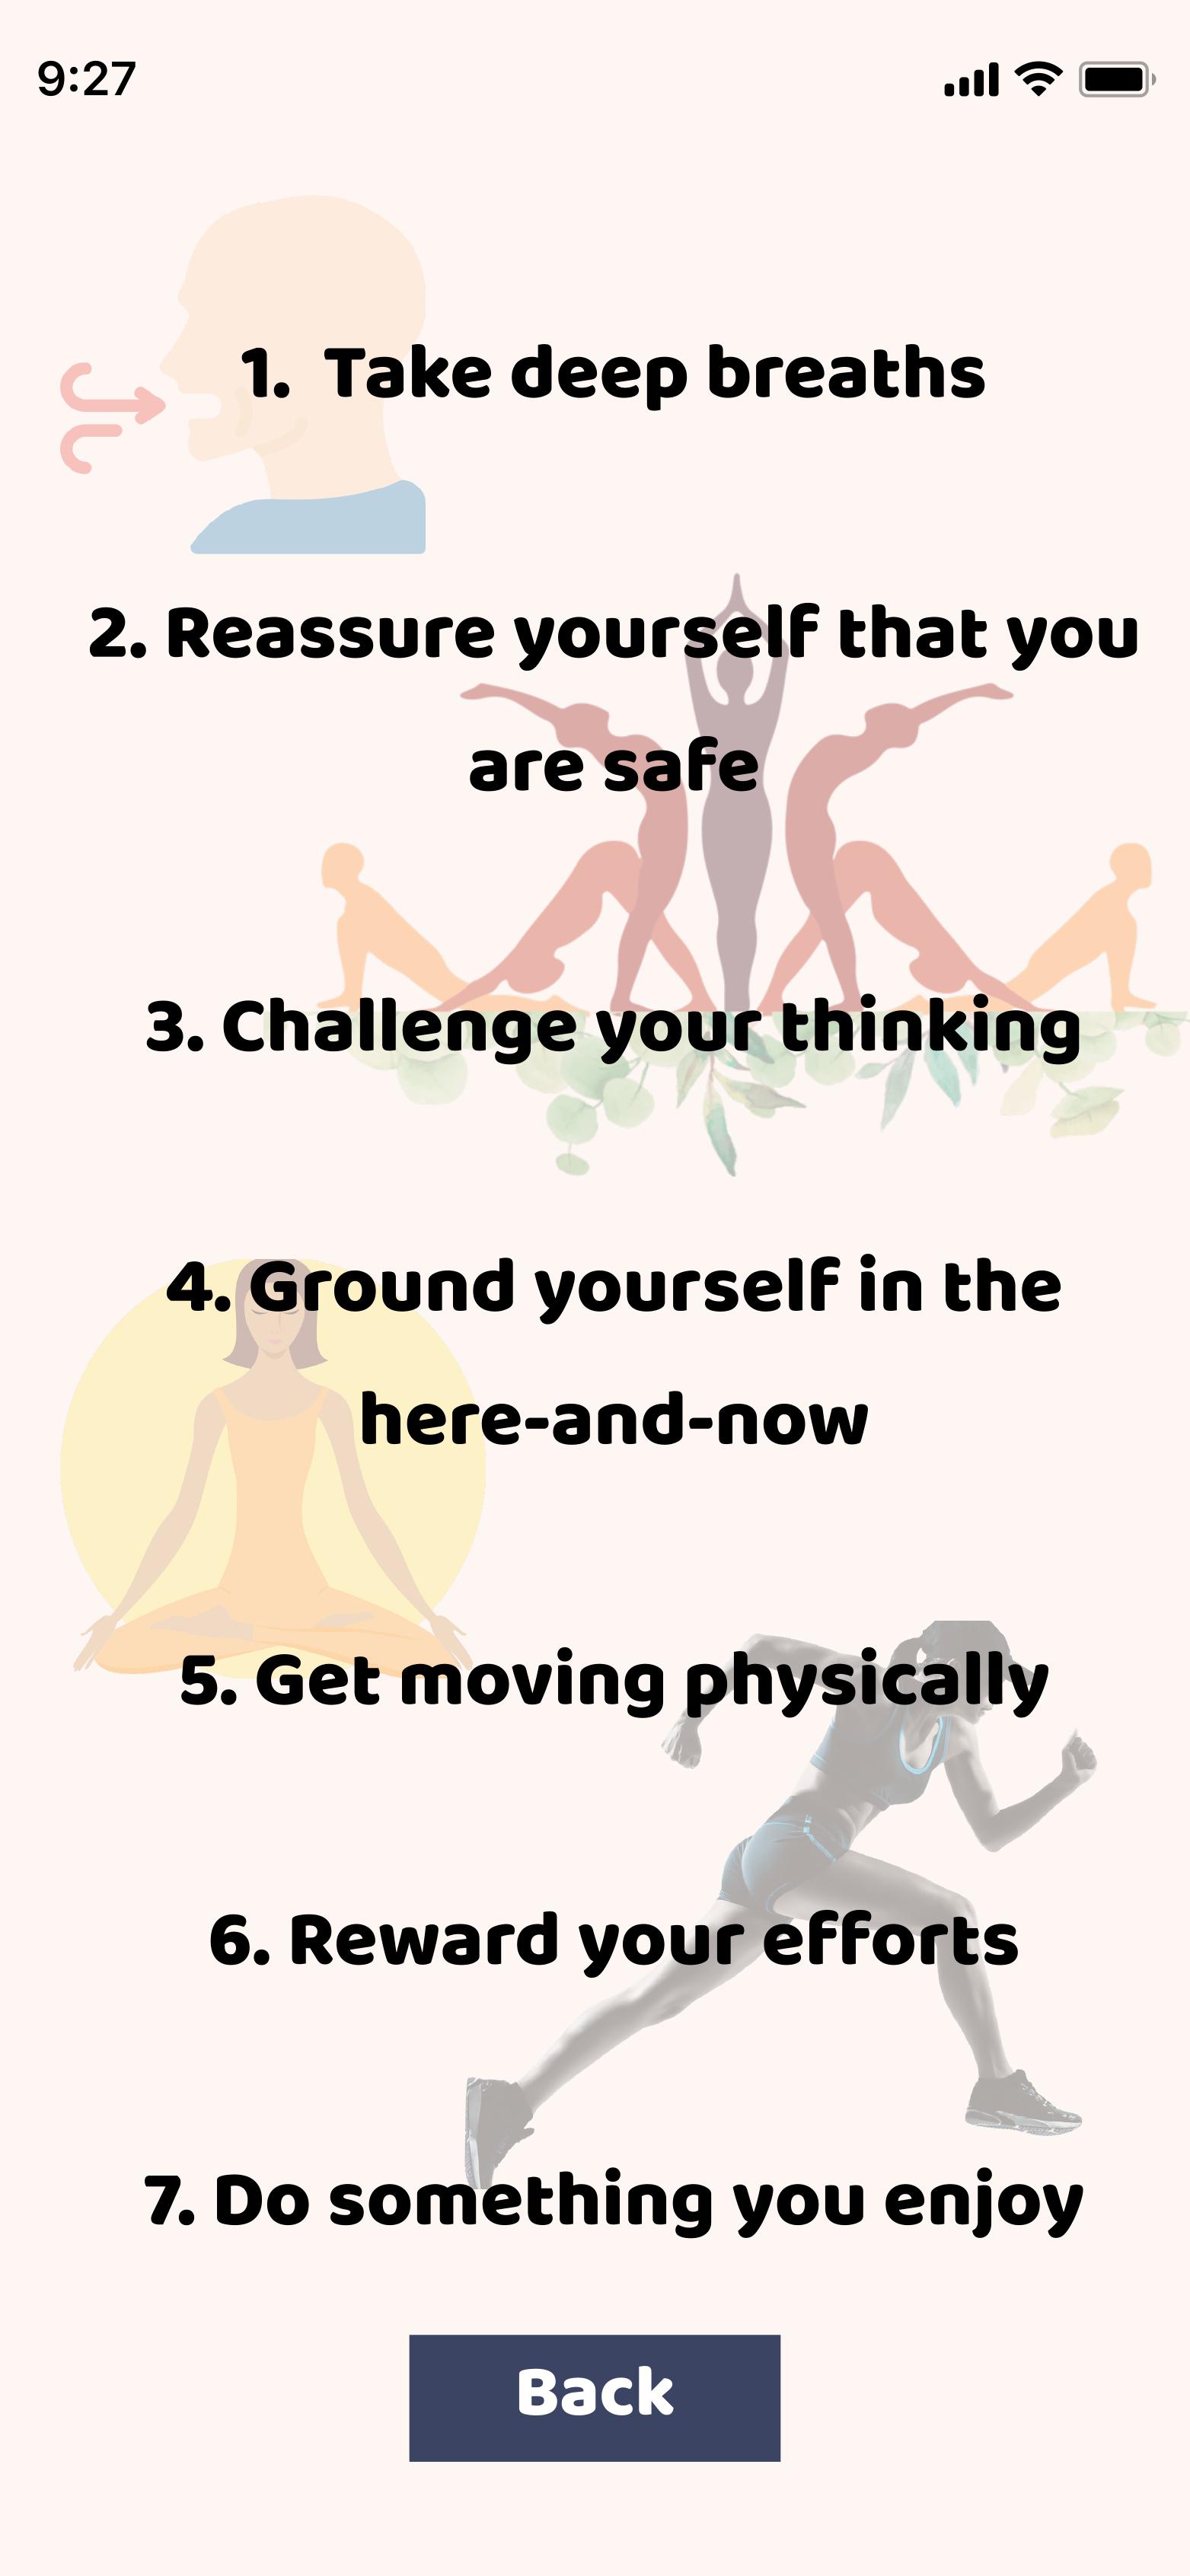 9:27
1. Take deep breaths
2. Reassure yourself that you
are safe
3. Challenge your thinking
4. Ground yourself in the
here-and-now
5. Get moving physically
6. Reward your efforts
7. Do something you enjoy
Back